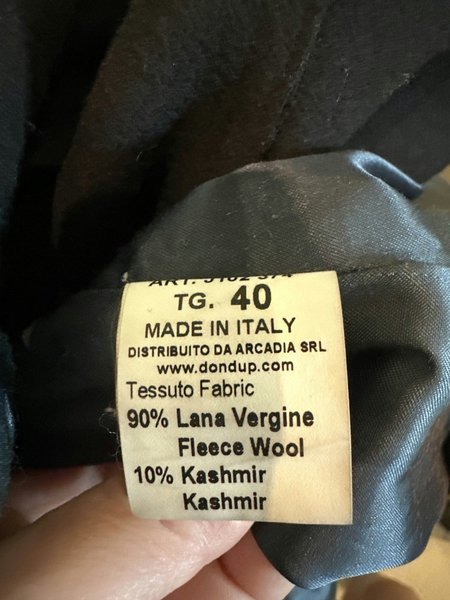 TG. 40
MADE IN ITALY
DISTRIBUITO DA ARCADIA SRL
www.dondup.com
Tessuto Fabric
90% Lana Vergine
Fleece Wool
10% Kashmir
Kashmir